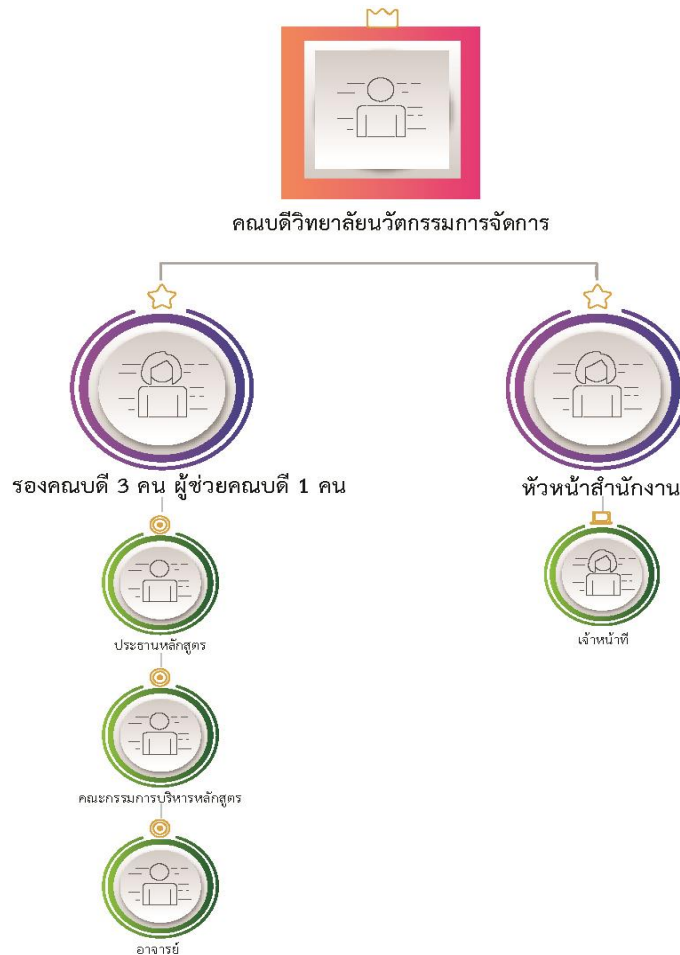 คณบดีวิทยาลัยนวัตกรรมการจัดการ
รองคณบดี 3 คน ผู้ช่วยคณบดี 1 คน
หัวหน้าสำนักงาน
ประธานหลักสูตร
เจ้าหน้าที่
คณะกรรมการบริหารหลักสูตร
อาจารย์